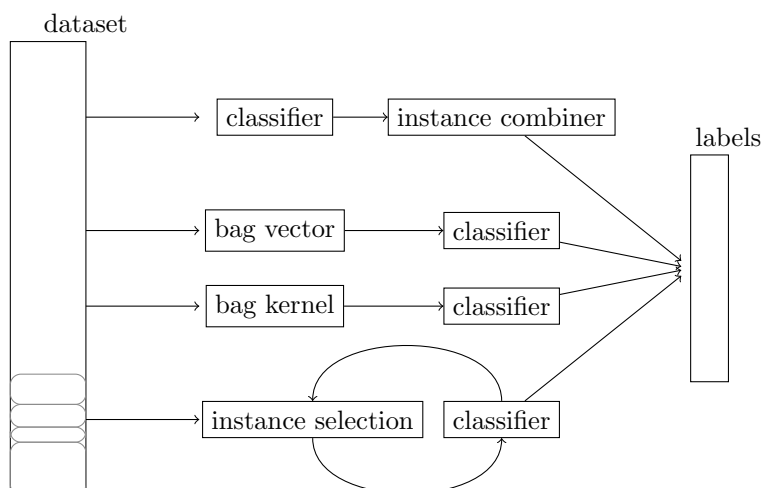 dataset
classifier
instance combiner
labels
bag vector
classifier
bag kernel
classifier
instance selection
classifier